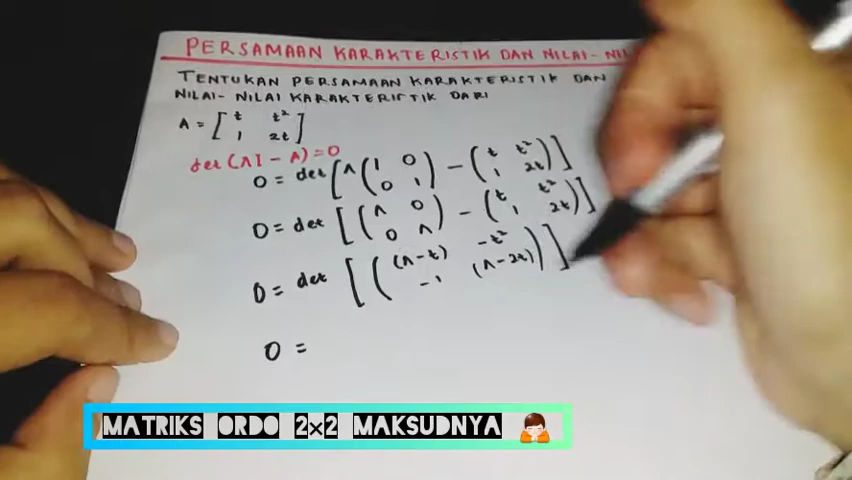 PERSAMAAN KARAKTERISTIK DAN NILAI-NIL
TENTUKAN PERSAMAAN KARAKTERISTIK DAN
NILAI-NILAI KARAKTERISTIK DARI
A = [ t t² ; 1 2t ]
det (λI - A) = 0
0 = det [ λ ( 1 0 ; 0 1 ) - ( t t² ; 1 2t ) ]
0 = det [ ( λ 0 ; 0 λ ) - ( t t² ; 1 2t ) ]
0 = det [ ( (λ-t) -t² ; -1 (λ-2t) ) ]
0 =
MATRIKS ORDO 2×2 MAKSUDNYA 🙇